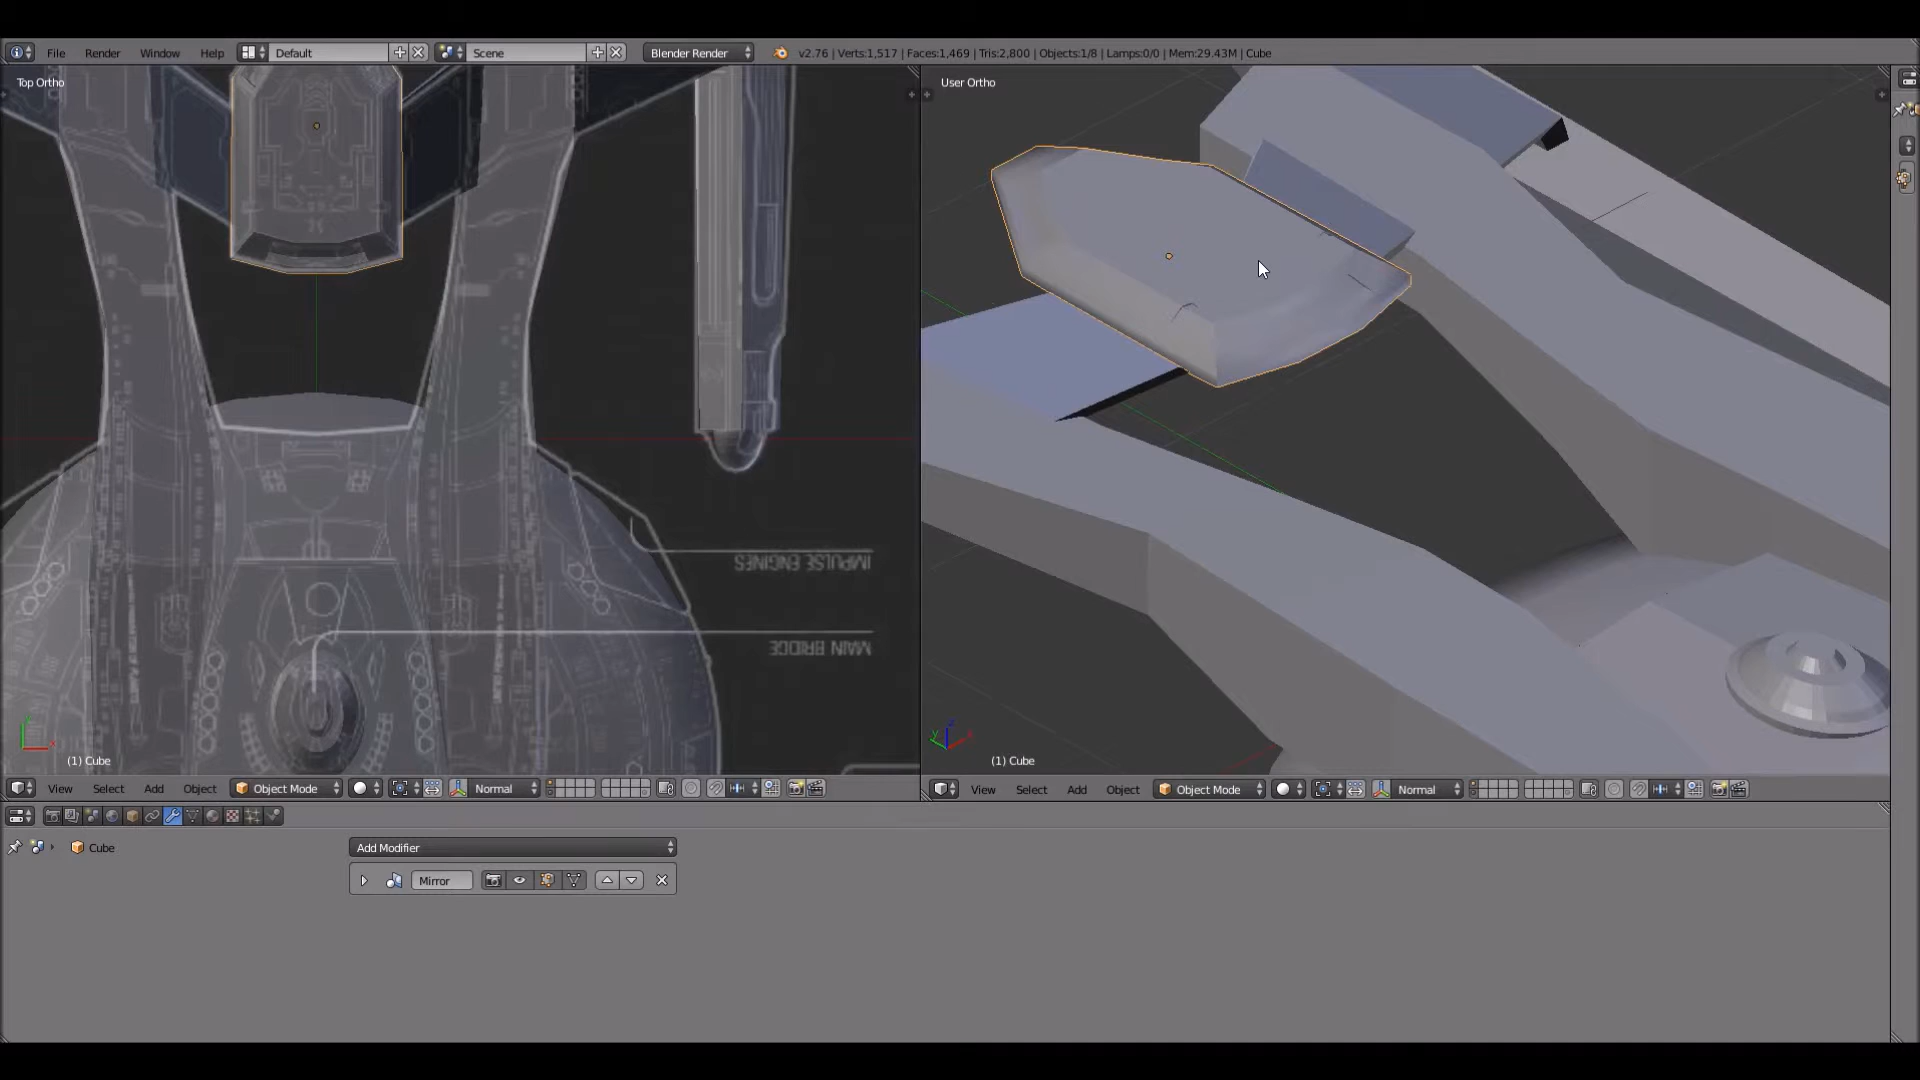 File Render Window Help Default Scene Blender Render v2.76 | Verts:1,517 | Faces:1,469 | Tris:2,800 | Objects:1/8 | Lamps:0/0 | Mem:29.43M | Cube
Top Ortho
User Ortho
IMPULSE ENGINES
MAIN BRIDGE
(1) Cube
(1) Cube
View Select Add Object Object Mode Normal
View Select Add Object Object Mode Normal
Cube
Add Modifier
Mirror